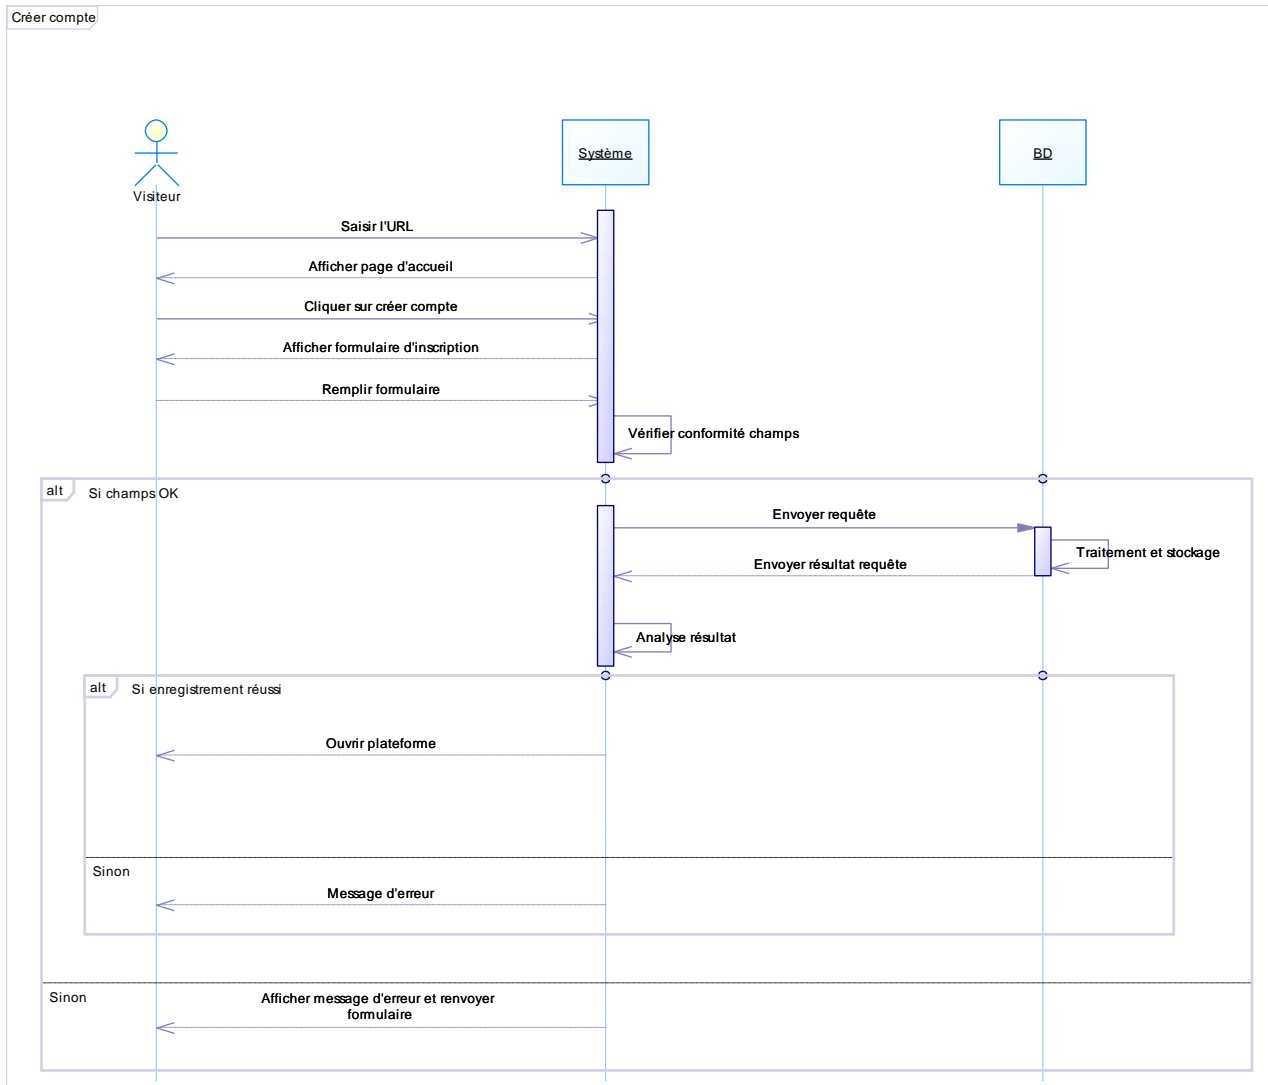 Créer compte
Système
BD
Visiteur
Saisir l'URL
Afficher page d'accueil
Cliquer sur créer compte
Afficher formulaire d'inscription
Remplir formulaire
Vérifier conformité champs
alt
Si champs OK
Envoyer requête
Traitement et stockage
Envoyer résultat requête
Analyse résultat
alt
Si enregistrement réussi
Ouvrir plateforme
Sinon
Message d'erreur
Sinon
Afficher message d'erreur et renvoyer
formulaire